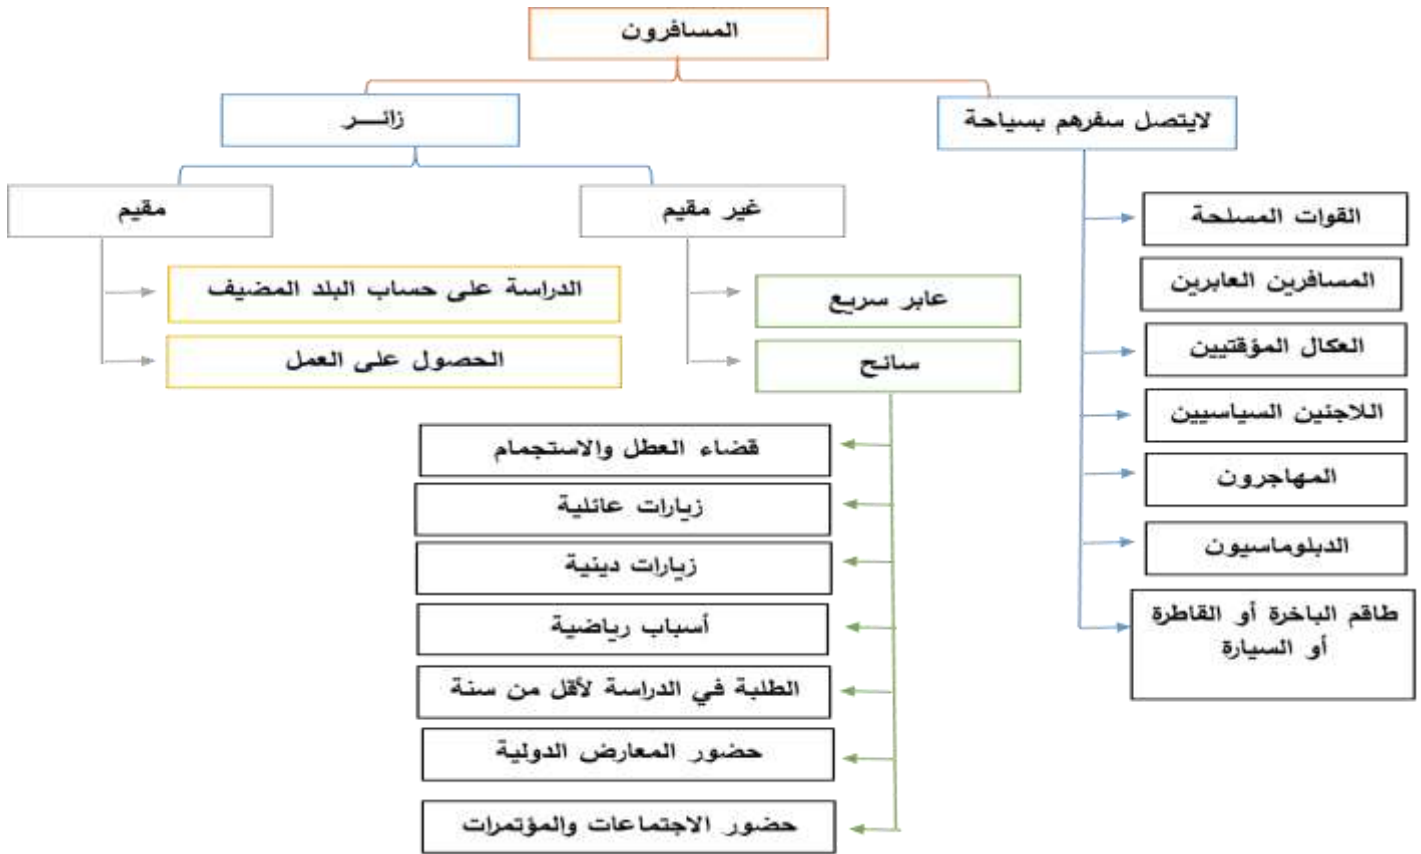 المسافرون
لايتصل سفرهم بسياحة
زائـــر
القوات المسلحة
المسافرين العابرين
العكال المؤقتيين
اللاجئين السياسيين
المهاجرون
الدبلوماسيون
طاقم الباخرة أو القاطرة
أو السيارة
غير مقيم
مقيم
عابر سريع
سائح
قضاء العطل والاستجمام
زيارات عائلية
زيارات دينية
أسباب رياضية
الطلبة في الدراسة لأقل من سنة
حضور المعارض الدولية
حضور الاجتماعات والمؤتمرات
الدراسة على حساب البلد المضيف
الحصول على العمل